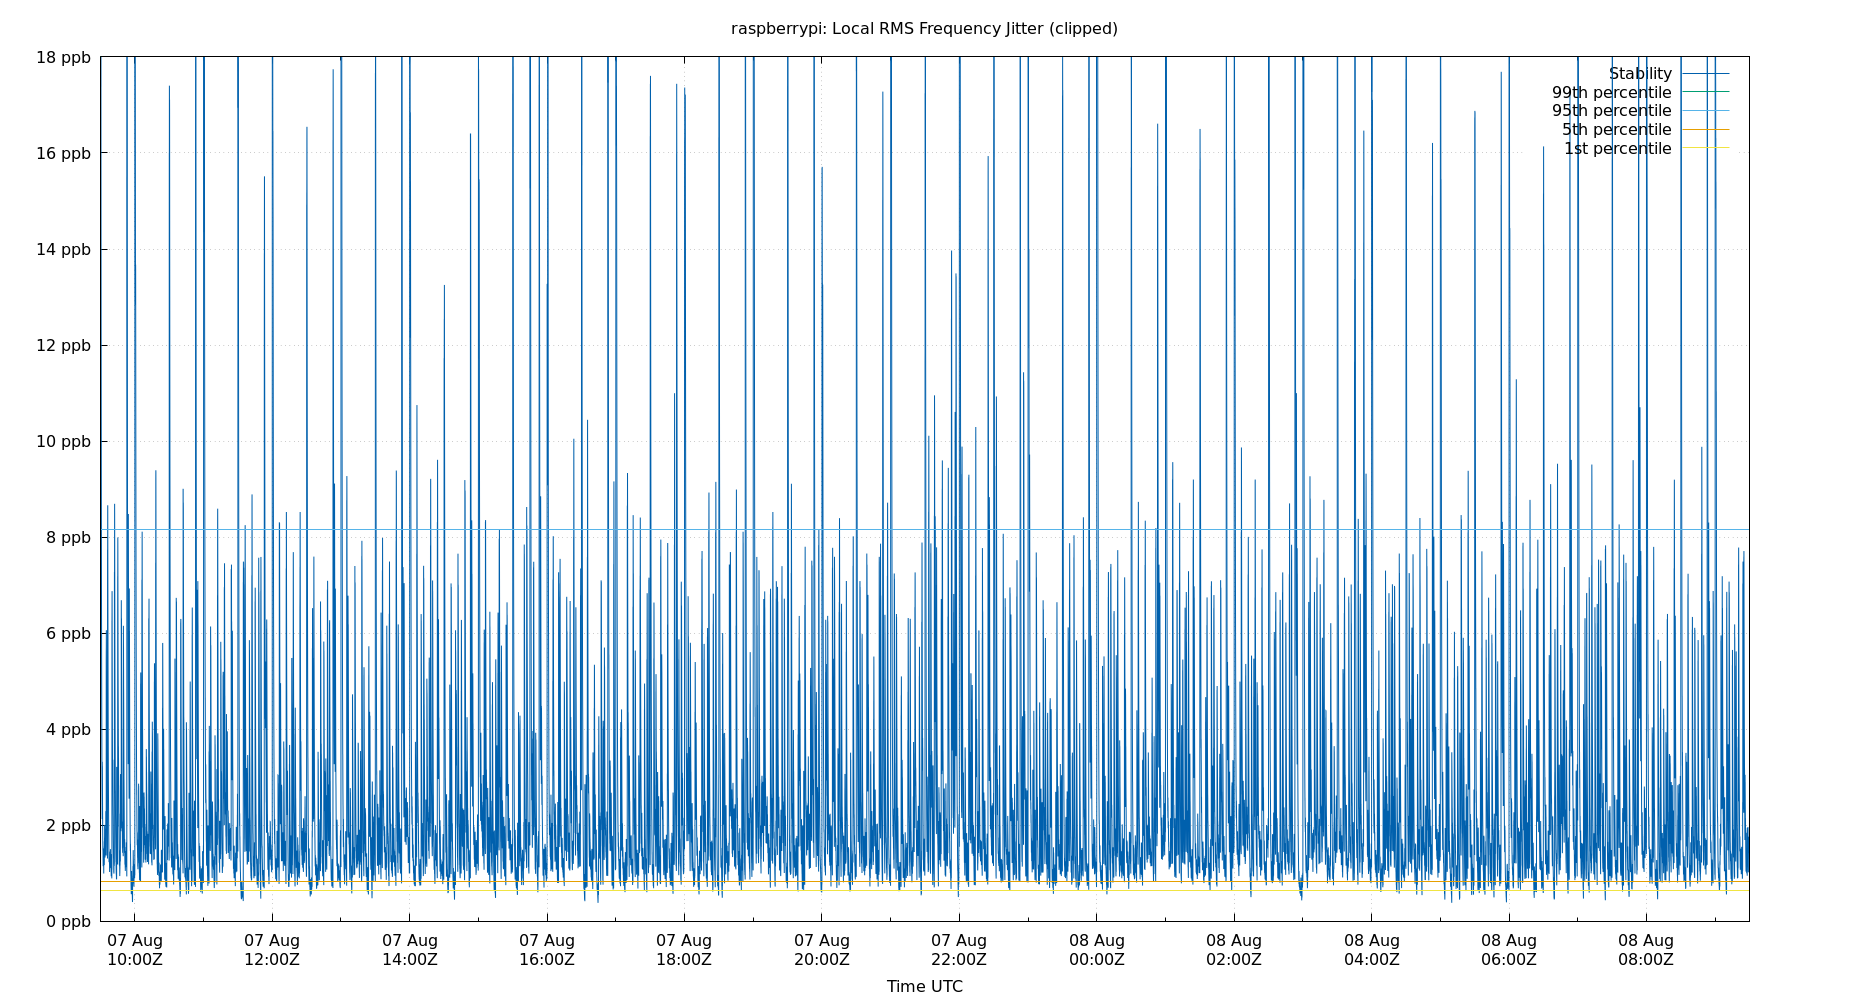 raspberrypi: Local RMS Frequency Jitter (clipped)
18 ppb
16 ppb
14 ppb
12 ppb
10 ppb
8 ppb
6 ppb
4 ppb
2 ppb
0 ppb
Stability
99th percentile
95th percentile
5th percentile
1st percentile
07 Aug 07 Aug 07 Aug 07 Aug 07 Aug 07 Aug 07 Aug 08 Aug 08 Aug 08 Aug 08 Aug 08 Aug
10:00Z 12:00Z 14:00Z 16:00Z 18:00Z 20:00Z 22:00Z 00:00Z 02:00Z 04:00Z 06:00Z 08:00Z
Time UTC